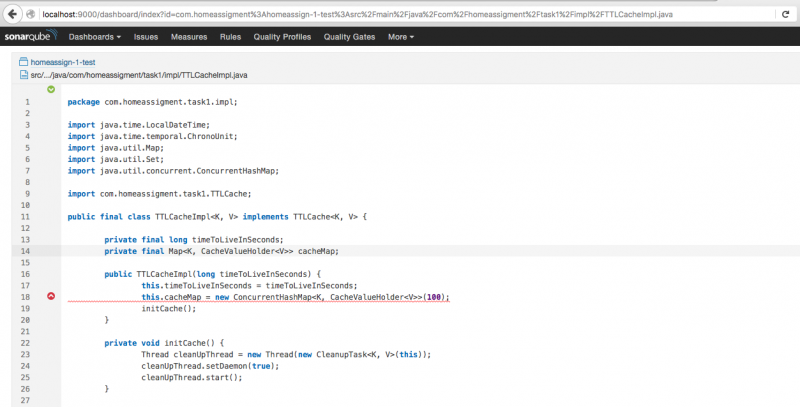 localhost:9000/dashboard/index?id=com.homeassigment%3Ahomeassign-1-test%3Asrc%2Fmain%2Fjava%2Fcom%2Fhomeassigment%2Ftask1%2Fimpl%2FTTLCacheImpl.java
sonarqube Dashboards Issues Measures Rules Quality Profiles Quality Gates More
homeassign-1-test
src/.../java/com/homeassigment/task1/impl/TTLCacheImpl.java
1 package com.homeassigment.task1.impl;
2
3 import java.time.LocalDateTime;
4 import java.time.temporal.ChronoUnit;
5 import java.util.Map;
6 import java.util.Set;
7 import java.util.concurrent.ConcurrentHashMap;
8
9 import com.homeassigment.task1.TTLCache;
10
11 public final class TTLCacheImpl<K, V> implements TTLCache<K, V> {
12
13 private final long timeToLiveInSeconds;
14 private final Map<K, CacheValueHolder<V>> cacheMap;
15
16 public TTLCacheImpl(long timeToLiveInSeconds) {
17 this.timeToLiveInSeconds = timeToLiveInSeconds;
18 this.cacheMap = new ConcurrentHashMap<K, CacheValueHolder<V>>(100);
19 initCache();
20 }
21
22 private void initCache() {
23 Thread cleanUpThread = new Thread(new CleanupTask<K, V>(this));
24 cleanUpThread.setDaemon(true);
25 cleanUpThread.start();
26 }
27